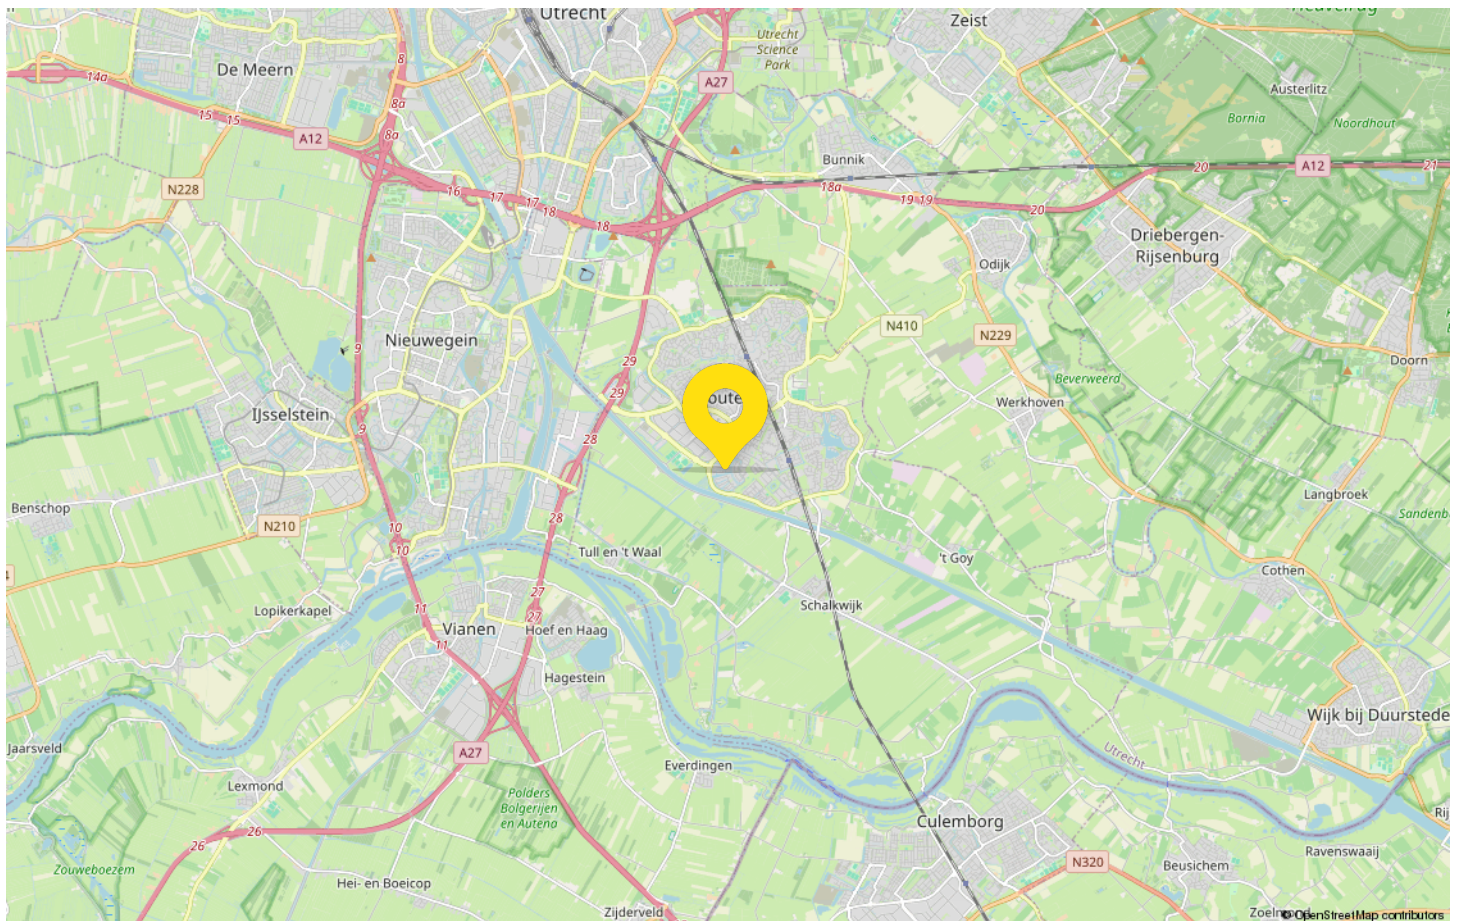 Utrecht
Zeist
Utrecht
Science
Park
De Meern
14a
8
A27
8a
Austerlitz
Bornia
Noordhout
15
15
A12
8a
Bunnik
N228
16
17
17
18
18
18a
19
19
20
20
A12
21
Driebergen-
Rijsenburg
Odijk
N410
N229
Nieuwegein
9
29
29
Doorn
Beverweerd
Werkhoven
IJsselstein
9
28
Benschop
N210
10
10
28
Langbroek
Tull en 't Waal
't Goy
Cothen
Lopikerkapel
11
27
27
Schalkwijk
Vianen
Hoef en Haag
11
Hagestein
Wijk bij Duurstede
Jaarsveld
A27
Utrecht
Everdingen
Lexmond
Polders
Bolgerijen
en Autena
26
26
Culemborg
Ravenswaaij
N320
Beusichem
Zouweboezem
Hei- en Boeicop
Zijderveld
© OpenStreetMap contributors